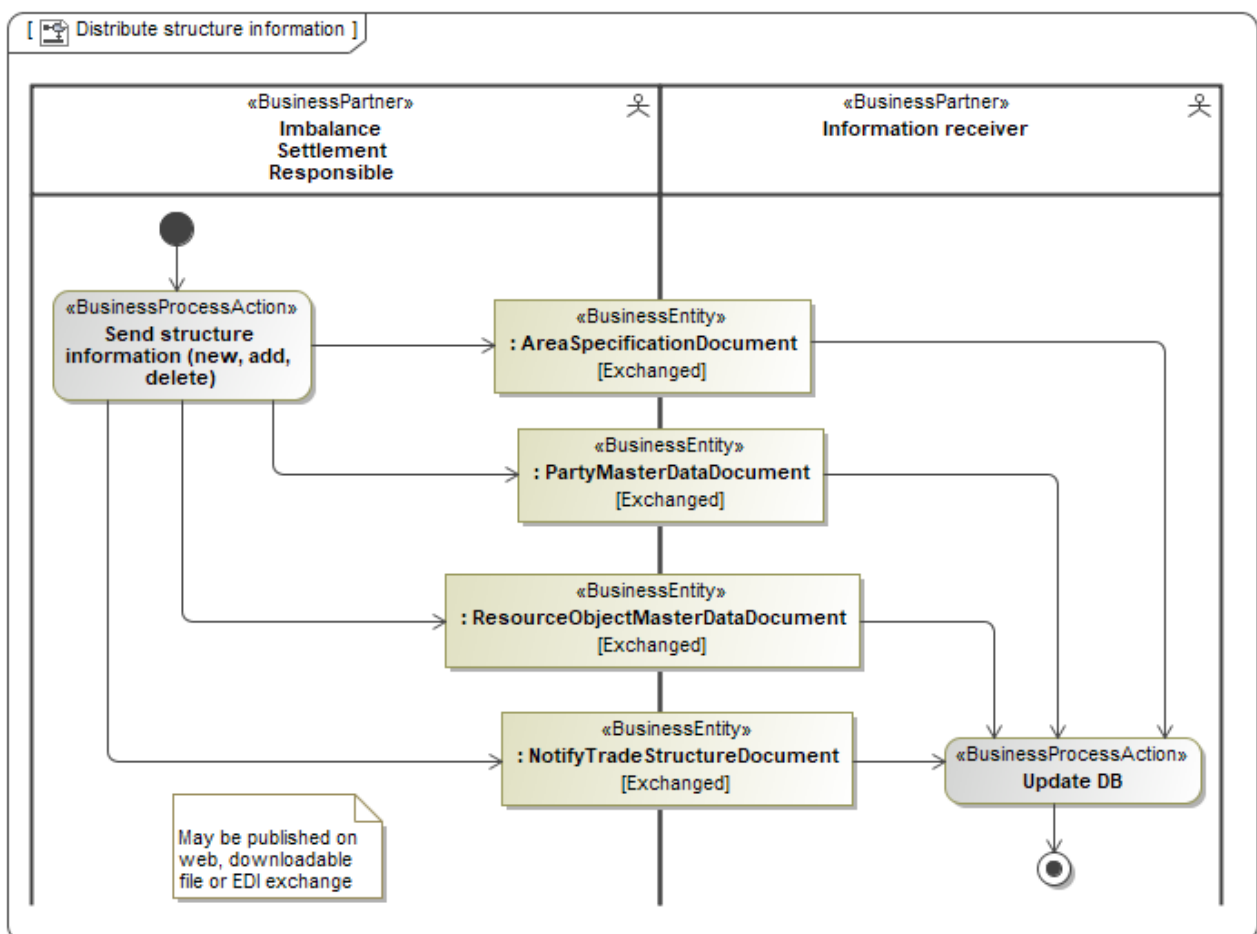 [ Distribute structure information ]
«BusinessPartner»
Imbalance
Settlement
Responsible
«BusinessPartner»
Information receiver
«BusinessProcessAction»
Send structure
information (new, add,
delete)
«BusinessEntity»
: AreaSpecificationDocument
[Exchanged]
«BusinessEntity»
: PartyMasterDataDocument
[Exchanged]
«BusinessEntity»
: ResourceObjectMasterDataDocument
[Exchanged]
«BusinessEntity»
: NotifyTradeStructureDocument
[Exchanged]
«BusinessProcessAction»
Update DB
May be published on
web, downloadable
file or EDI exchange